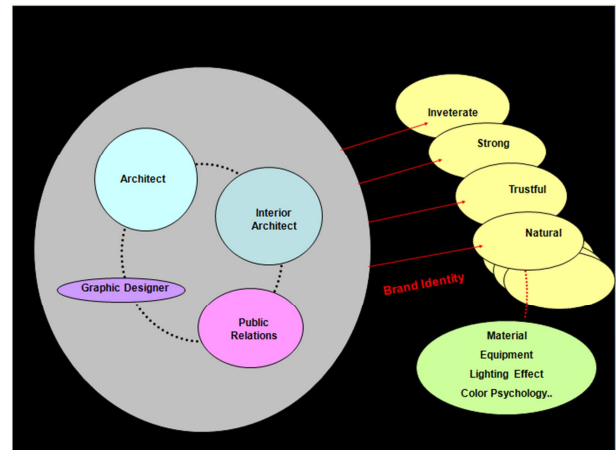 Inveterate
Strong
Trustful
Natural
Architect
Interior
Architect
Graphic Designer
Public
Relations
Brand Identity
Material
Equipment
Lighting Effect
Color Psychology..